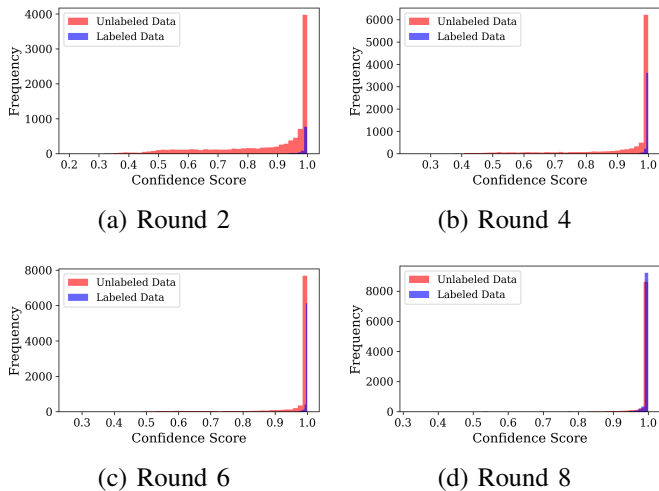 4000
3000
2000
1000
0
Frequency
Unlabeled Data
Labeled Data
0.2 0.3 0.4 0.5 0.6 0.7 0.8 0.9 1.0
Confidence Score
(a) Round 2
6000
5000
4000
3000
2000
1000
0
Frequency
Unlabeled Data
Labeled Data
0.3 0.4 0.5 0.6 0.7 0.8 0.9 1.0
Confidence Score
(b) Round 4
8000
6000
4000
2000
0
Frequency
Unlabeled Data
Labeled Data
0.3 0.4 0.5 0.6 0.7 0.8 0.9 1.0
Confidence Score
(c) Round 6
8000
6000
4000
2000
0
Frequency
Unlabeled Data
Labeled Data
0.3 0.4 0.5 0.6 0.7 0.8 0.9 1.0
Confidence Score
(d) Round 8